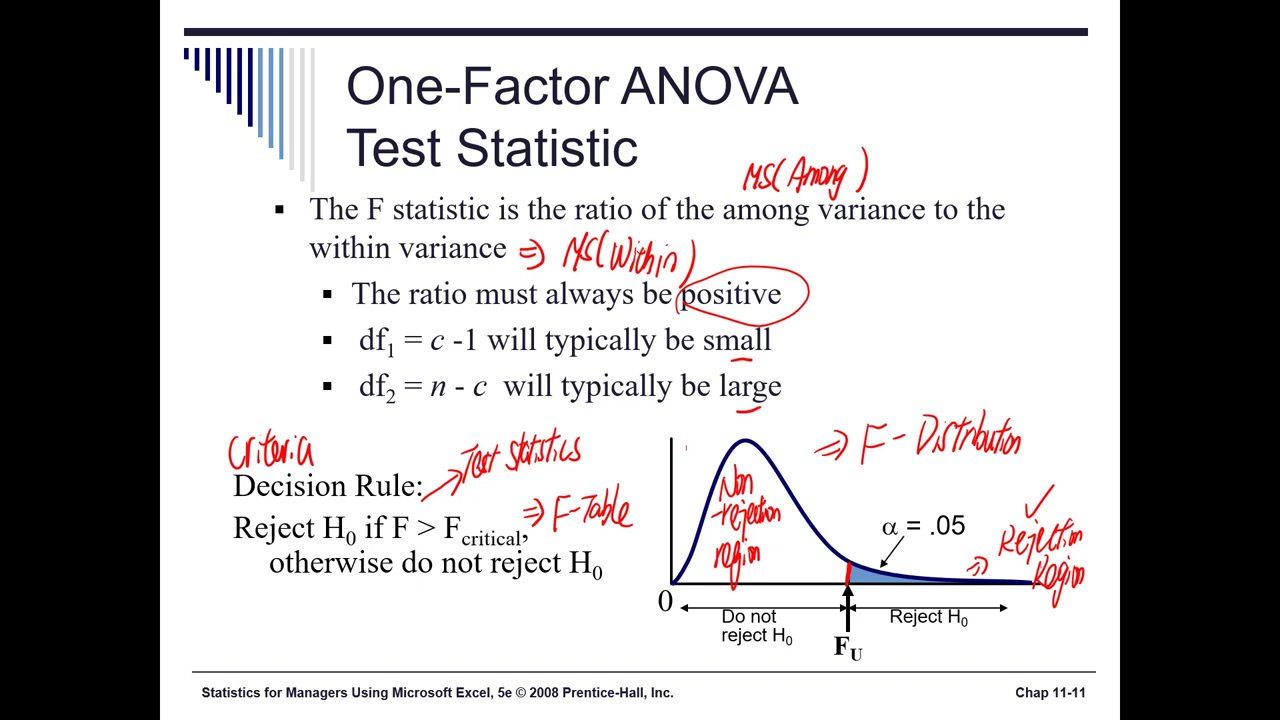 One-Factor ANOVA
Test Statistic
MS(Among)
▪ The F statistic is the ratio of the among variance to the
within variance ⇒ MS(Within)
▪ The ratio must always be positive
▪ df₁ = c -1 will typically be small
▪ df₂ = n - c will typically be large
Criteria
Decision Rule:
→ Test Statistics
Reject H₀ if F > Fcritical,
⇒ F-Table
otherwise do not reject H₀
⇒ F-Distribution
Non
-rejection
region
α = .05
✓
⇒ Rejection
Region
0
Do not
reject H₀
Reject H₀
FU
Statistics for Managers Using Microsoft Excel, 5e © 2008 Prentice-Hall, Inc.
Chap 11-11